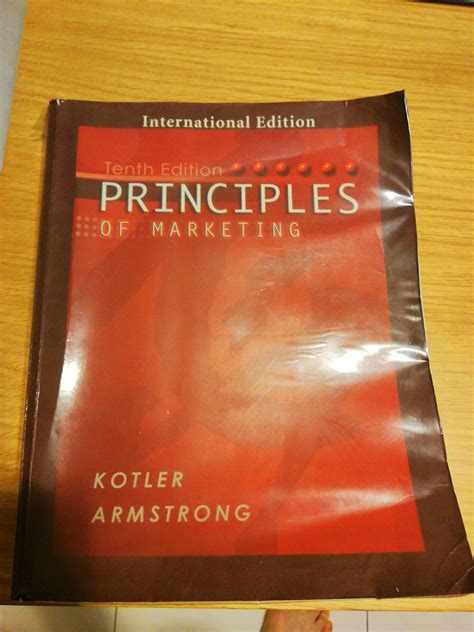 International Edition
Tenth Edition
PRINCIPLES
OF MARKETING
KOTLER
ARMSTRONG